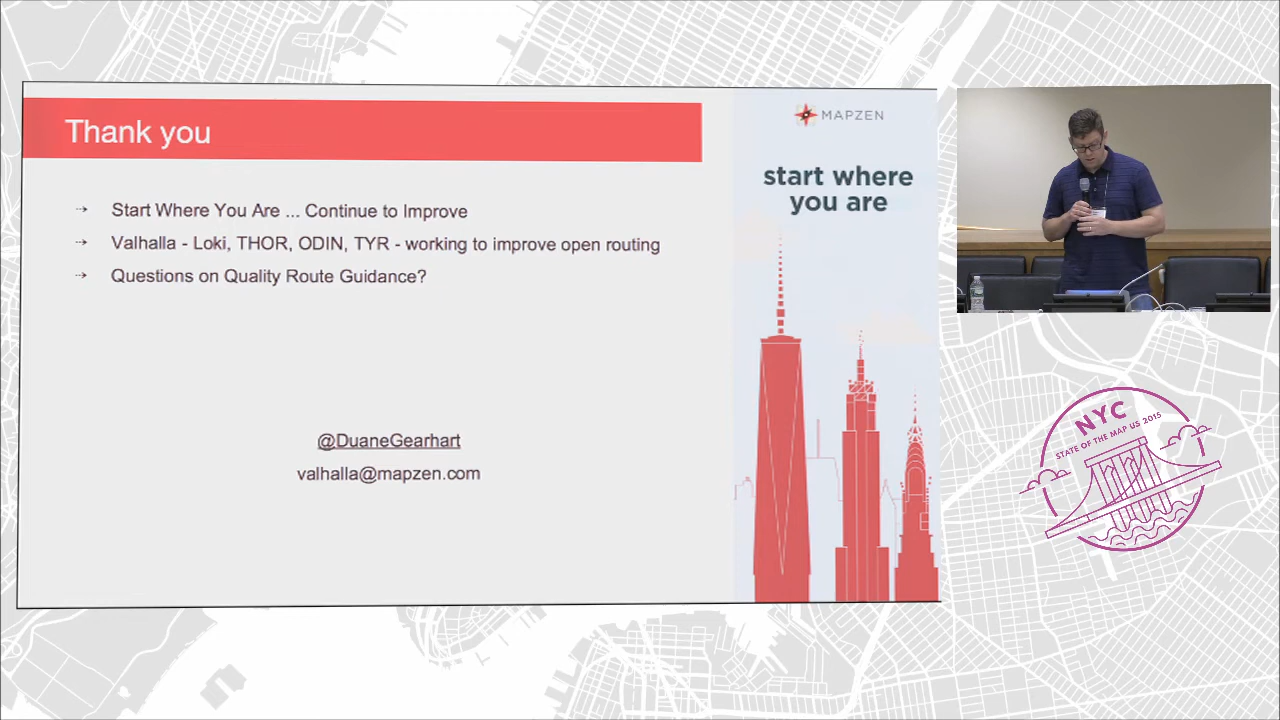 Thank you
→ Start Where You Are ... Continue to Improve
→ Valhalla - Loki, THOR, ODIN, TYR - working to improve open routing
→ Questions on Quality Route Guidance?
@DuaneGearhart
valhalla@mapzen.com
MAPZEN
start where
you are
NYC
STATE OF THE MAP US 2015